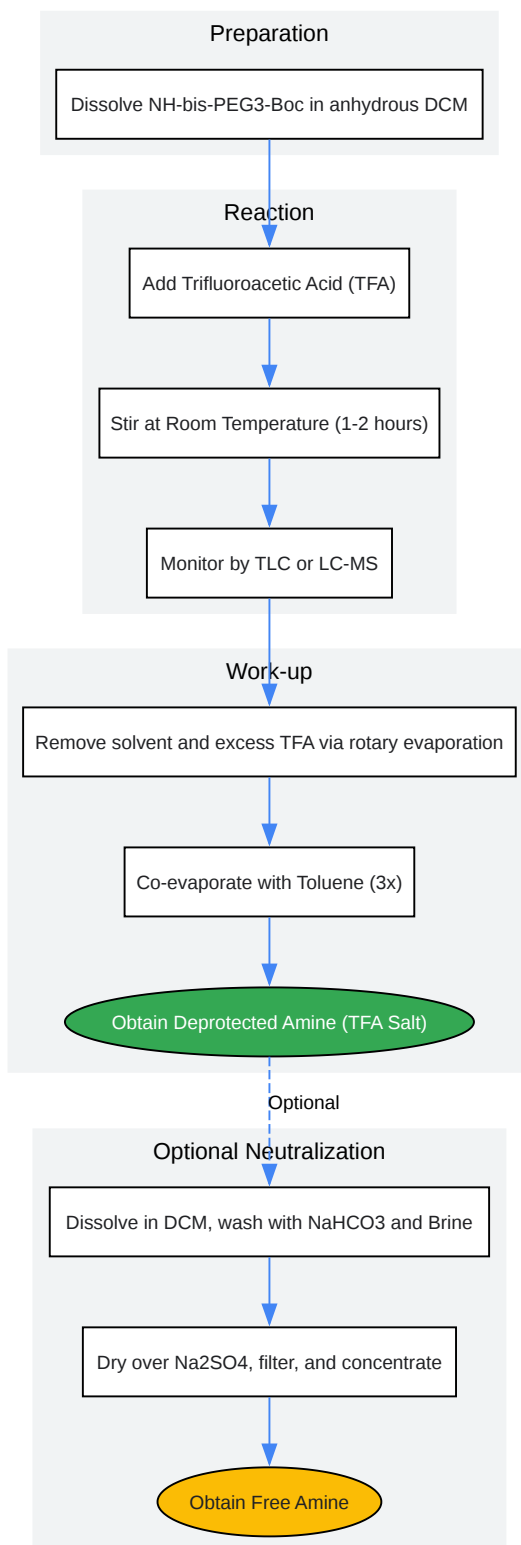 Preparation
Dissolve NH-bis-PEG3-Boc in anhydrous DCM
Reaction
Add Trifluoroacetic Acid (TFA)
Stir at Room Temperature (1-2 hours)
Monitor by TLC or LC-MS
Work-up
Remove solvent and excess TFA via rotary evaporation
Co-evaporate with Toluene (3x)
Obtain Deprotected Amine (TFA Salt)
Optional
Optional Neutralization
Dissolve in DCM, wash with NaHCO3 and Brine
Dry over Na2SO4, filter, and concentrate
Obtain Free Amine